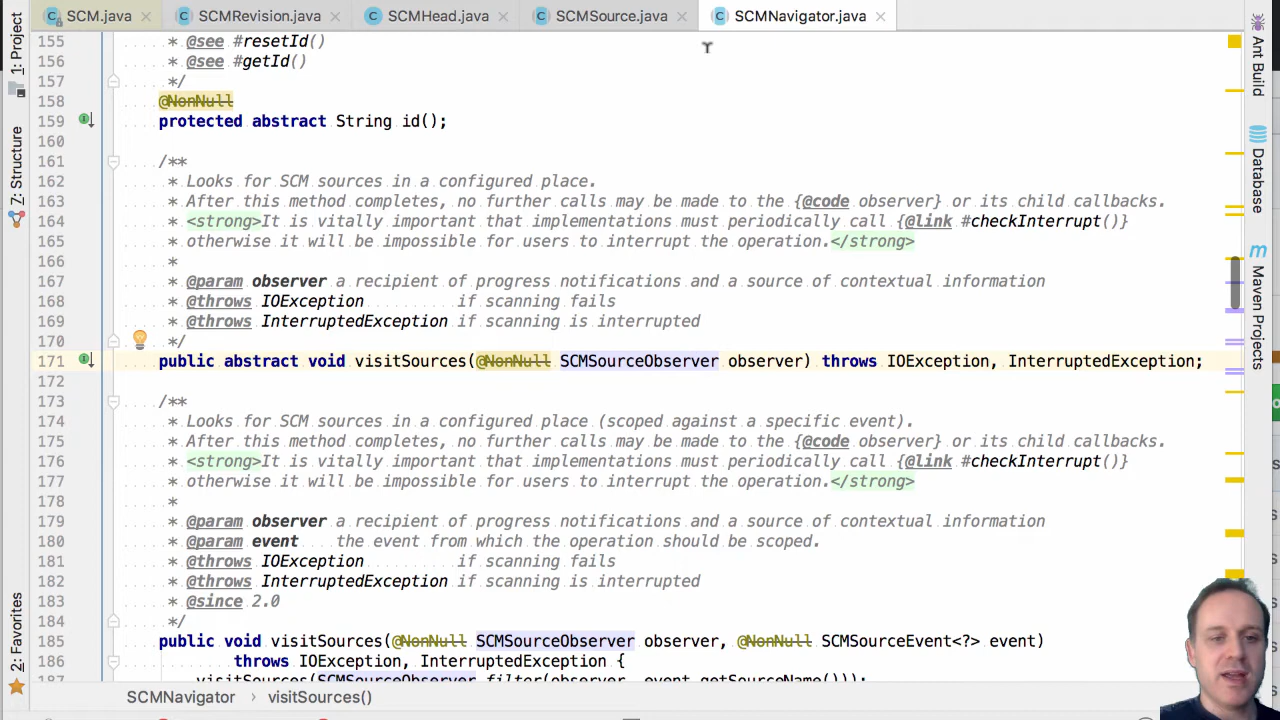 1: Project
Z: Structure
2: Favorites
SCM.java
SCMRevision.java
SCMHead.java
SCMSource.java
SCMNavigator.java
155 * @see #resetId()
156 * @see #getId()
157 */
158 @NonNull
159 protected abstract String id();
160
161 /**
162 * Looks for SCM sources in a configured place.
163 * After this method completes, no further calls may be made to the {@code observer} or its child callbacks.
164 * <strong>It is vitally important that implementations must periodically call {@link #checkInterrupt()}
165 * otherwise it will be impossible for users to interrupt the operation.</strong>
166 *
167 * @param observer a recipient of progress notifications and a source of contextual information
168 * @throws IOException if scanning fails
169 * @throws InterruptedException if scanning is interrupted
170 */
171 public abstract void visitSources(@NonNull SCMSourceObserver observer) throws IOException, InterruptedException;
172
173 /**
174 * Looks for SCM sources in a configured place (scoped against a specific event).
175 * After this method completes, no further calls may be made to the {@code observer} or its child callbacks.
176 * <strong>It is vitally important that implementations must periodically call {@link #checkInterrupt()}
177 * otherwise it will be impossible for users to interrupt the operation.</strong>
178 *
179 * @param observer a recipient of progress notifications and a source of contextual information
180 * @param event the event from which the operation should be scoped.
181 * @throws IOException if scanning fails
182 * @throws InterruptedException if scanning is interrupted
183 * @since 2.0
184 */
185 public void visitSources(@NonNull SCMSourceObserver observer, @NonNull SCMSourceEvent<?> event)
186 throws IOException, InterruptedException {
187 visitSources(SCMSourceObserver.filter(observer, event.getSourceName()));
SCMNavigator > visitSources()
Ant Build
Database
Maven Projects